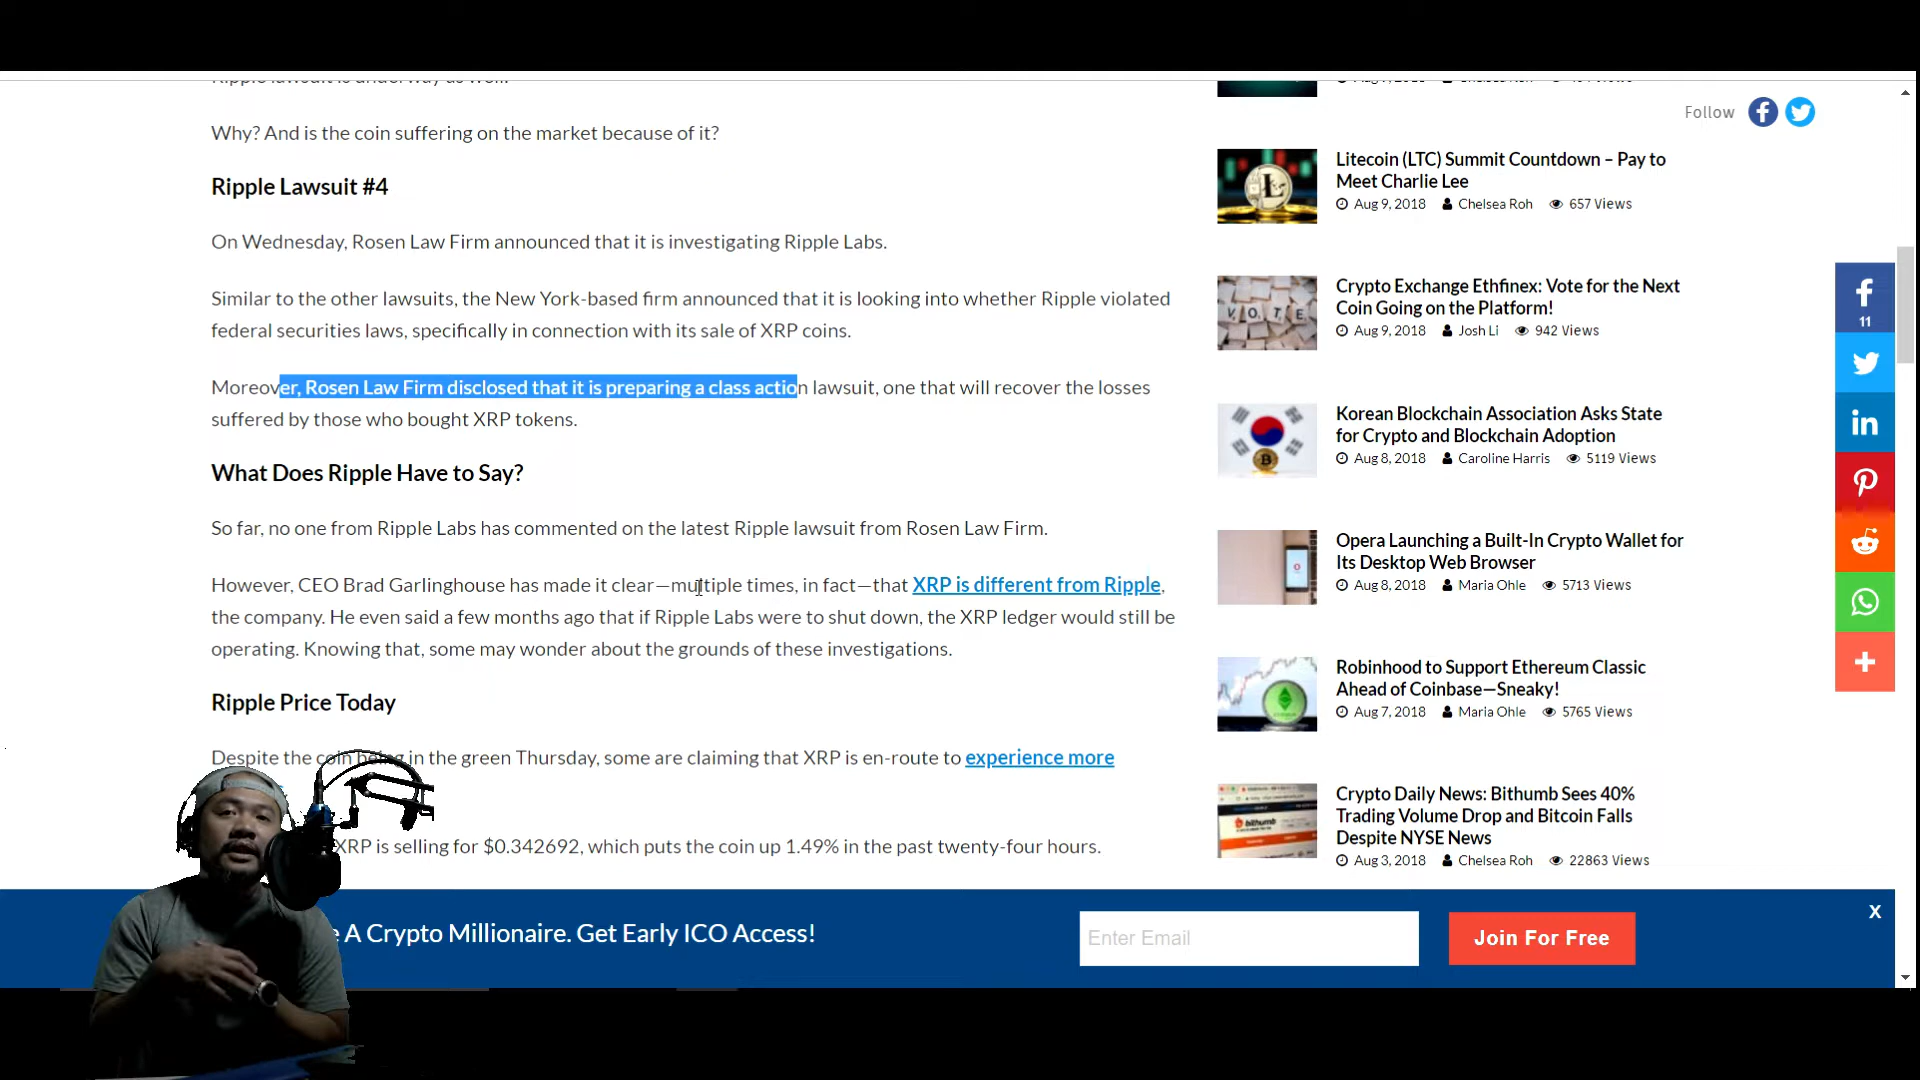 Why? And is the coin suffering on the market because of it?
Ripple Lawsuit #4
On Wednesday, Rosen Law Firm announced that it is investigating Ripple Labs.
Similar to the other lawsuits, the New York-based firm announced that it is looking into whether Ripple violated
federal securities laws, specifically in connection with its sale of XRP coins.
Moreover, Rosen Law Firm disclosed that it is preparing a class action lawsuit, one that will recover the losses
suffered by those who bought XRP tokens.
What Does Ripple Have to Say?
So far, no one from Ripple Labs has commented on the latest Ripple lawsuit from Rosen Law Firm.
However, CEO Brad Garlinghouse has made it clear—multiple times, in fact—that XRP is different from Ripple,
the company. He even said a few months ago that if Ripple Labs were to shut down, the XRP ledger would still be
operating. Knowing that, some may wonder about the grounds of these investigations.
Ripple Price Today
Despite the coin being in the green Thursday, some are claiming that XRP is en-route to experience more
XRP is selling for $0.342692, which puts the coin up 1.49% in the past twenty-four hours.
Follow
Litecoin (LTC) Summit Countdown – Pay to
Meet Charlie Lee
Aug 9, 2018 Chelsea Roh 657 Views
VOTE
Crypto Exchange Ethfinex: Vote for the Next
Coin Going on the Platform!
Aug 9, 2018 Josh Li 942 Views
Korean Blockchain Association Asks State
for Crypto and Blockchain Adoption
Aug 8, 2018 Caroline Harris 5119 Views
Opera Launching a Built-In Crypto Wallet for
Its Desktop Web Browser
Aug 8, 2018 Maria Ohle 5713 Views
Robinhood to Support Ethereum Classic
Ahead of Coinbase—Sneaky!
Aug 7, 2018 Maria Ohle 5765 Views
bithumb
Crypto Daily News: Bithumb Sees 40%
Trading Volume Drop and Bitcoin Falls
Despite NYSE News
Aug 3, 2018 Chelsea Roh 22863 Views
11
A Crypto Millionaire. Get Early ICO Access!
Enter Email
Join For Free
X